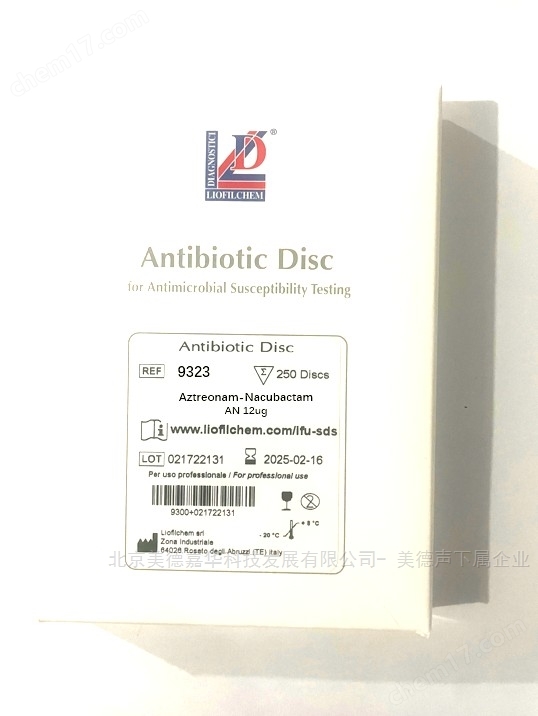 chem17.com
DIAGNOSTICI
LD®
LIOFILCHEM
Antibiotic Disc
for Antimicrobial Susceptibility Testing
Antibiotic Disc
REF 9323 Σ 250 Discs
Aztreonam-Nacubactam
AN 12ug
i www.liofilchem.com/ifu-sds
LOT 021722131 2025-02-16
Per uso professionale / For professional use
9300+021722131
2
Liofilchem srl
Zona Industriale
64026 Roseto degli Abruzzi (TE) Italy
- 20 °C + 8 °C
北京美德嘉华科技发展有限公司- 美德声下属企业
chem17.com